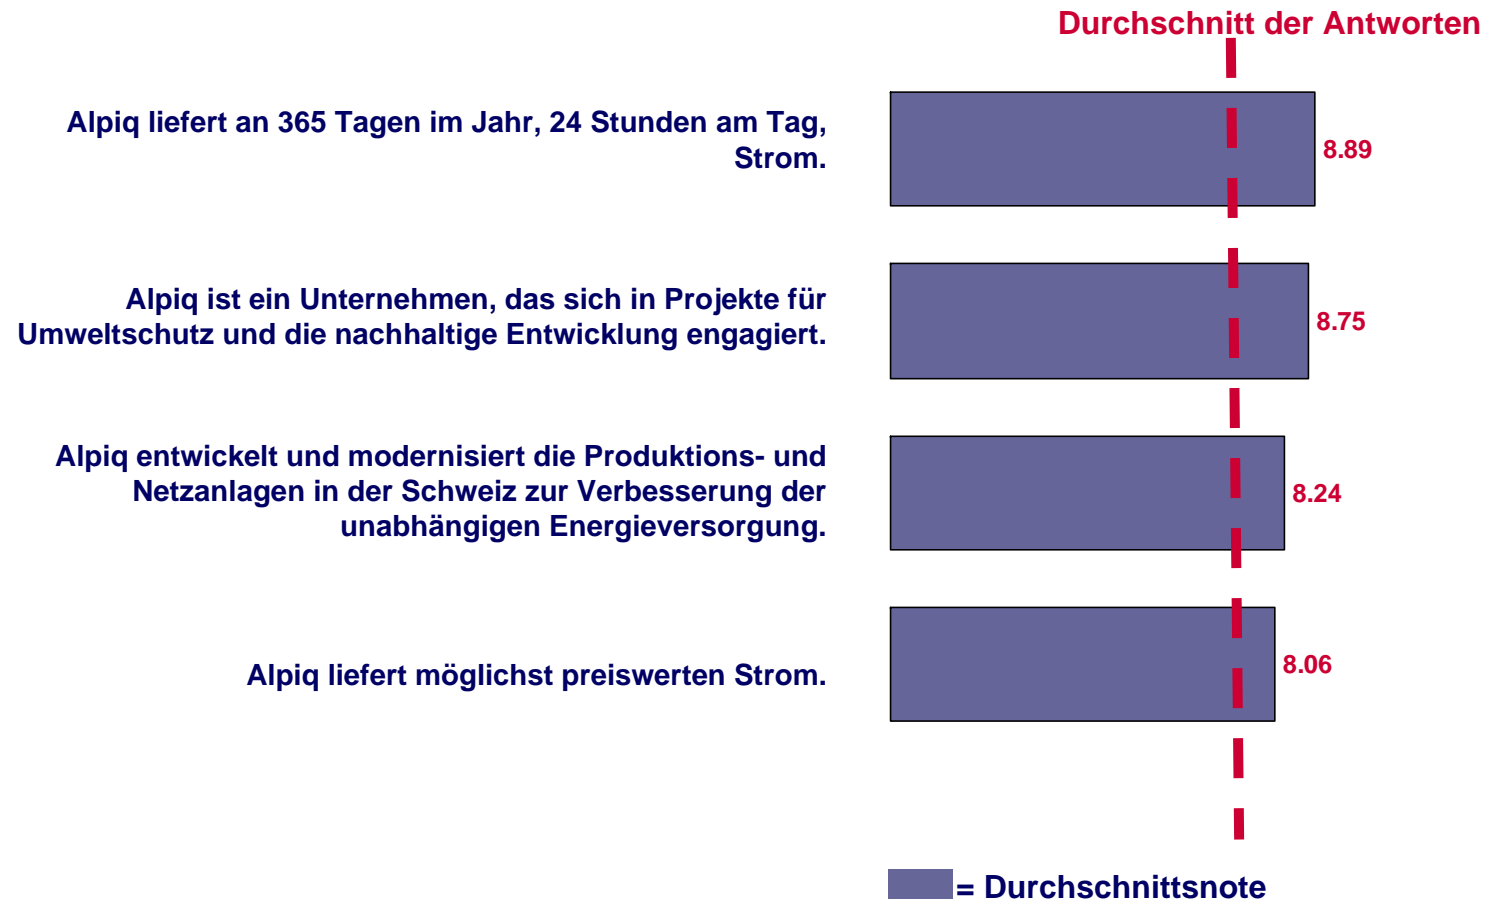 Durchschnitt der Antworten
Alpiq liefert an 365 Tagen im Jahr, 24 Stunden am Tag,
Strom.
8.89
Alpiq ist ein Unternehmen, das sich in Projekte für
Umweltschutz und die nachhaltige Entwicklung engagiert.
8.75
Alpiq entwickelt und modernisiert die Produktions- und
Netzanlagen in der Schweiz zur Verbesserung der
unabhängigen Energieversorgung.
8.24
Alpiq liefert möglichst preiswerten Strom.
8.06
= Durchschnittsnote